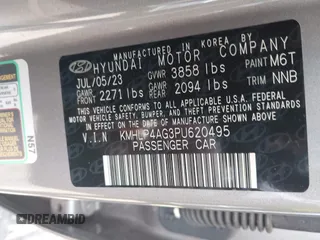 MANUFACTURED IN KOREA BY
HYUNDAI MOTOR COMPANY
JUL/05/23 GVWR 3858 lbs PAINT M6T
GAWR FRONT 2271 lbs GAWR REAR 2094 lbs TRIM NNB
THIS VEHICLE CONFORMS TO ALL APPLICABLE U.S. FEDERAL
MOTOR VEHICLE SAFETY, BUMPER, AND THEFT PREVENTION STANDARDS
IN EFFECT ON THE DATE OF MANUFACTURE SHOWN ABOVE.
V.I.N KMHLP4AG3PU620495
PASSENGER CAR
N57
DREAMBID